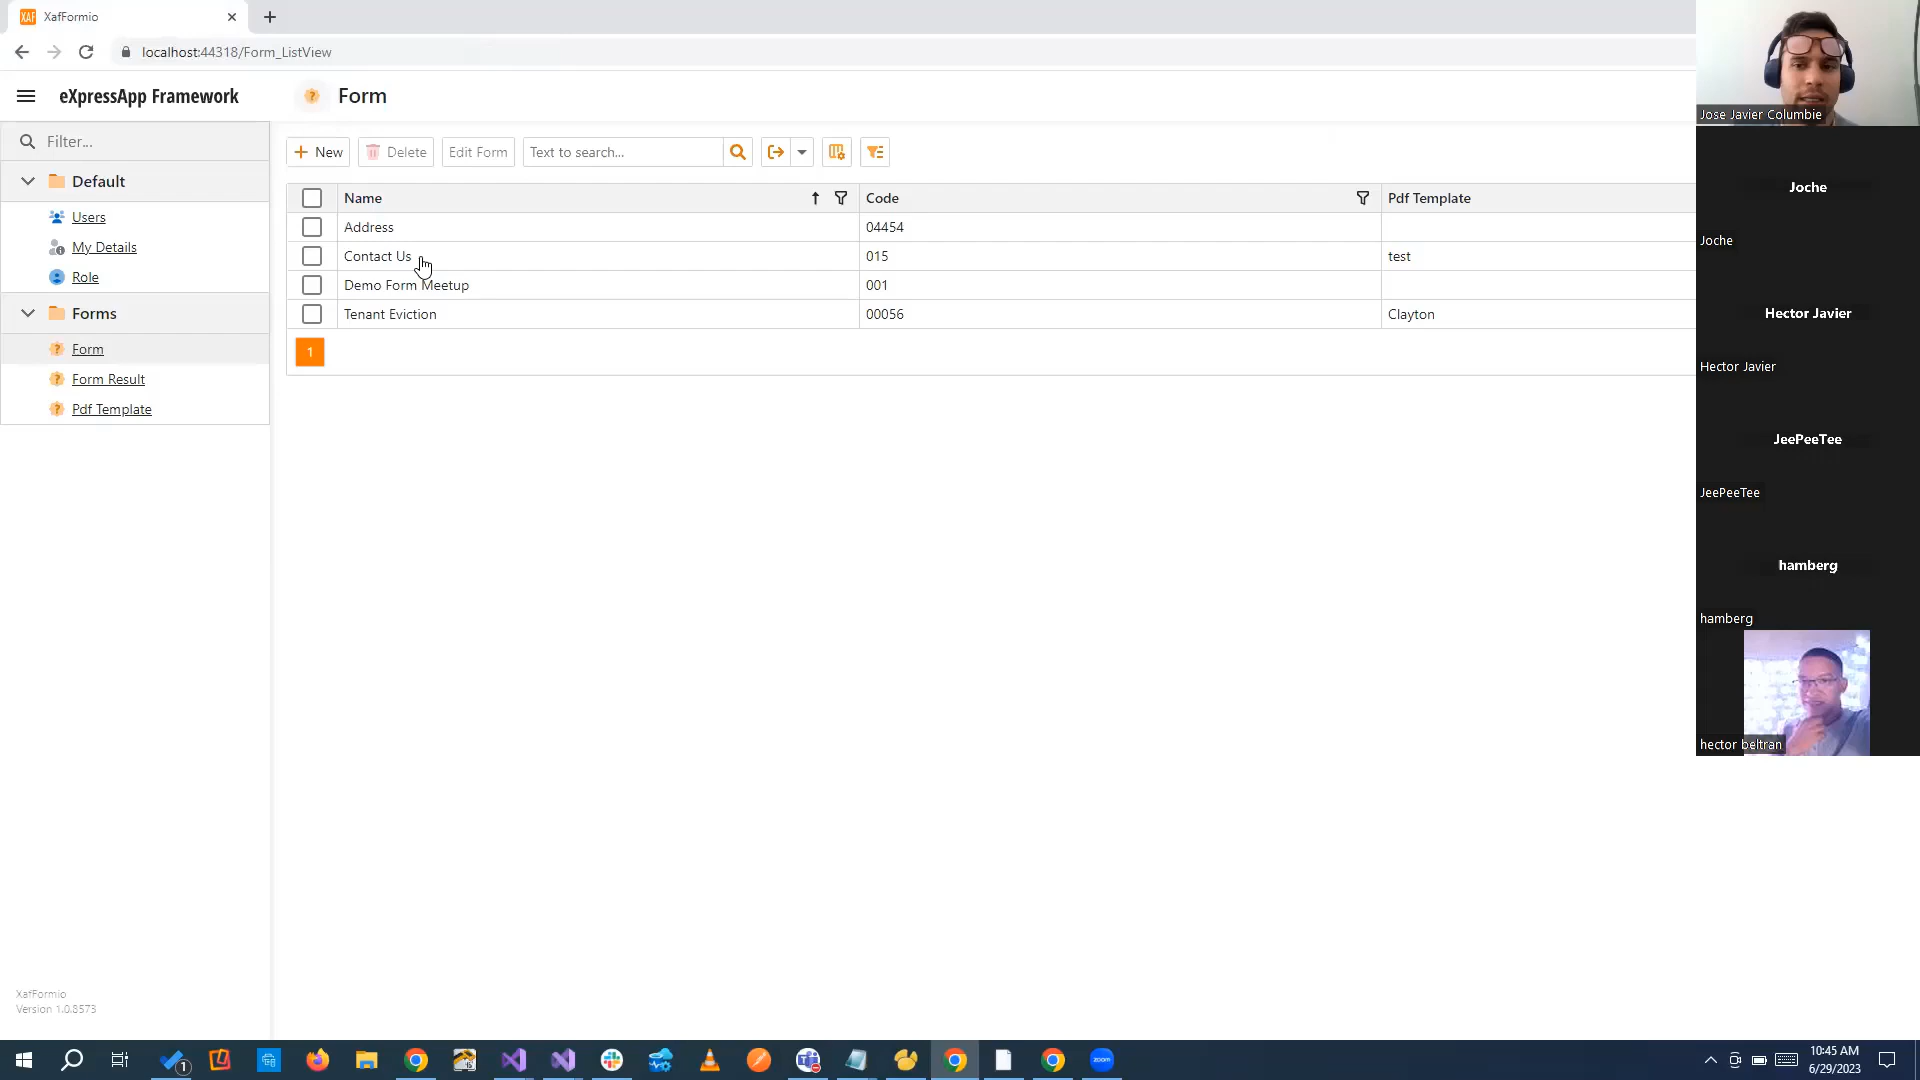 XAF XafFormio
localhost:44318/Form_ListView
eXpressApp Framework
Form
Filter...
Default
Users
My Details
Role
Forms
Form
Form Result
Pdf Template
XafFormio
Version 1.0.8573
New Delete Edit Form Text to search...
Name Code Pdf Template
Address 04454
Contact Us 015 test
Demo Form Meetup 001
Tenant Eviction 00056 Clayton
1
Jose Javier Columbie
Joche
Joche
Hector Javier
Hector Javier
JeePeeTee
JeePeeTee
hamberg
hamberg
hector beltran
1
zoom
10:45 AM
6/29/2023